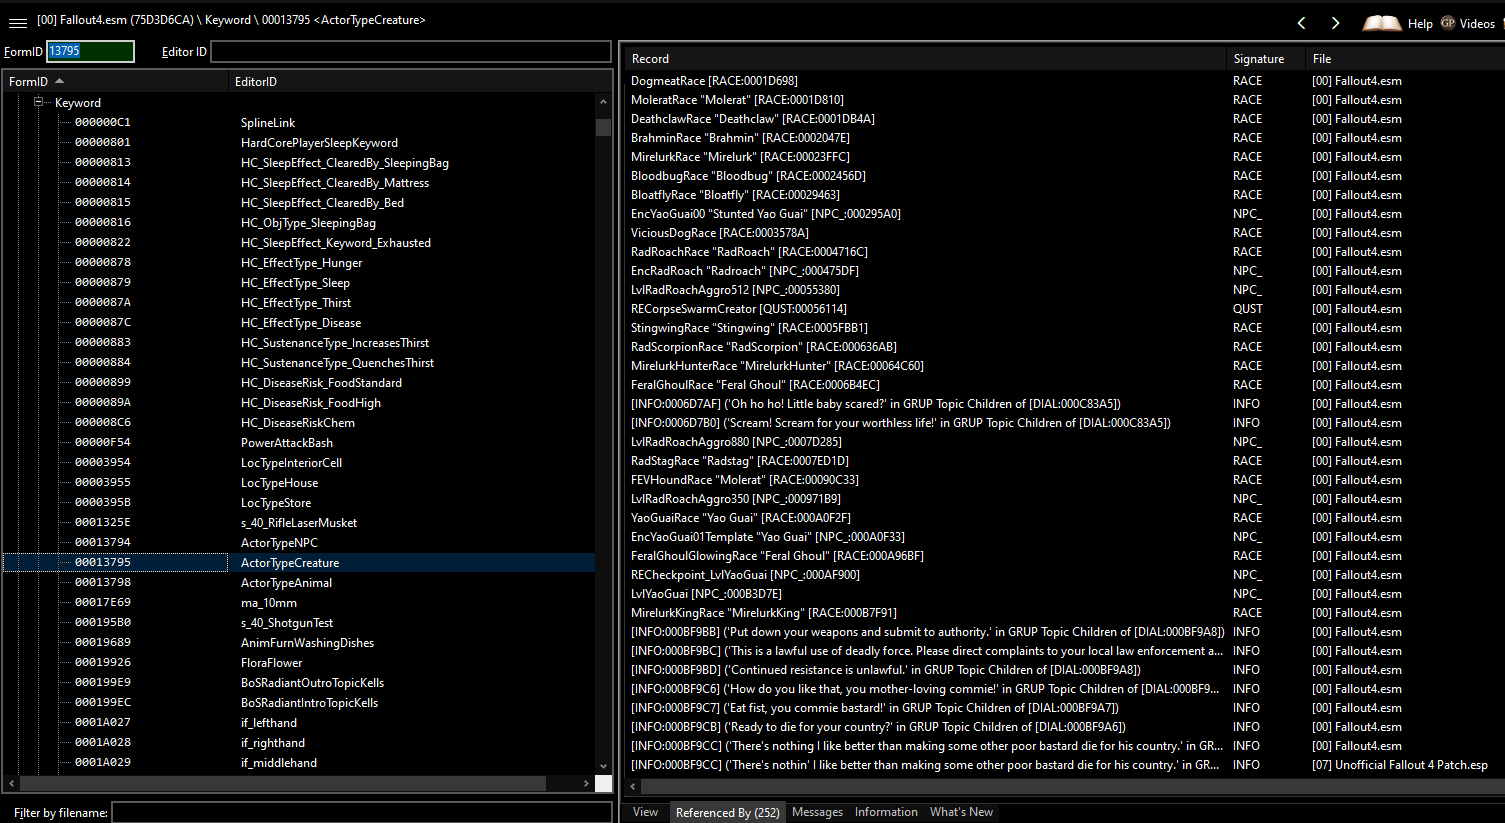 [00] Fallout4.esm (75D3D6CA) \ Keyword \ 00013795 <ActorTypeCreature>
Help GP Videos
FormID 13795 Editor ID
FormID EditorID
Keyword
000000C1 SplineLink
00000801 HardCorePlayerSleepKeyword
00000813 HC_SleepEffect_ClearedBy_SleepingBag
00000814 HC_SleepEffect_ClearedBy_Mattress
00000815 HC_SleepEffect_ClearedBy_Bed
00000816 HC_ObjType_SleepingBag
00000822 HC_SleepEffect_Keyword_Exhausted
00000878 HC_EffectType_Hunger
00000879 HC_EffectType_Sleep
0000087A HC_EffectType_Thirst
0000087C HC_EffectType_Disease
00000883 HC_SustenanceType_IncreasesThirst
00000884 HC_SustenanceType_QuenchesThirst
00000899 HC_DiseaseRisk_FoodStandard
0000089A HC_DiseaseRisk_FoodHigh
000008C6 HC_DiseaseRiskChem
00000F54 PowerAttackBash
00003954 LocTypeInteriorCell
00003955 LocTypeHouse
0000395B LocTypeStore
0001325E s_40_RifleLaserMusket
00013794 ActorTypeNPC
00013795 ActorTypeCreature
00013798 ActorTypeAnimal
00017E69 ma_10mm
000195B0 s_40_ShotgunTest
00019689 AnimFurnWashingDishes
00019926 FloraFlower
000199E9 BoSRadiantOutroTopicKells
000199EC BoSRadiantIntroTopicKells
0001A027 if_lefthand
0001A028 if_righthand
0001A029 if_middlehand
Filter by filename:
Record Signature File
DogmeatRace [RACE:0001D698] RACE [00] Fallout4.esm
MoleratRace "Molerat" [RACE:0001D810] RACE [00] Fallout4.esm
DeathclawRace "Deathclaw" [RACE:0001DB4A] RACE [00] Fallout4.esm
BrahminRace "Brahmin" [RACE:0002047E] RACE [00] Fallout4.esm
MirelurkRace "Mirelurk" [RACE:00023FFC] RACE [00] Fallout4.esm
BloodbugRace "Bloodbug" [RACE:0002456D] RACE [00] Fallout4.esm
BloatflyRace "Bloatfly" [RACE:00029463] RACE [00] Fallout4.esm
EncYaoGuai00 "Stunted Yao Guai" [NPC_:000295A0] NPC_ [00] Fallout4.esm
ViciousDogRace [RACE:0003578A] RACE [00] Fallout4.esm
RadRoachRace "RadRoach" [RACE:0004716C] RACE [00] Fallout4.esm
EncRadRoach "Radroach" [NPC_:000475DF] NPC_ [00] Fallout4.esm
LvlRadRoachAggro512 [NPC_:00055380] NPC_ [00] Fallout4.esm
RECorpseSwarmCreator [QUST:00056114] QUST [00] Fallout4.esm
StingwingRace "Stingwing" [RACE:0005FBB1] RACE [00] Fallout4.esm
RadScorpionRace "RadScorpion" [RACE:000636AB] RACE [00] Fallout4.esm
MirelurkHunterRace "MirelurkHunter" [RACE:00064C60] RACE [00] Fallout4.esm
FeralGhoulRace "Feral Ghoul" [RACE:0006B4EC] RACE [00] Fallout4.esm
[INFO:0006D7AF] ('Oh ho ho! Little baby scared?' in GRUP Topic Children of [DIAL:000C83A5]) INFO [00] Fallout4.esm
[INFO:0006D7B0] ('Scream! Scream for your worthless life!' in GRUP Topic Children of [DIAL:000C83A5]) INFO [00] Fallout4.esm
LvlRadRoachAggro880 [NPC_:0007D285] NPC_ [00] Fallout4.esm
RadStagRace "Radstag" [RACE:0007ED1D] RACE [00] Fallout4.esm
FEVHoundRace "Molerat" [RACE:00090C33] RACE [00] Fallout4.esm
LvlRadRoachAggro350 [NPC_:000971B9] NPC_ [00] Fallout4.esm
YaoGuaiRace "Yao Guai" [RACE:000A0F2F] RACE [00] Fallout4.esm
EncYaoGuai01Template "Yao Guai" [NPC_:000A0F33] NPC_ [00] Fallout4.esm
FeralGhoulGlowingRace "Feral Ghoul" [RACE:000A96BF] RACE [00] Fallout4.esm
RECheckpoint_LvlYaoGuai [NPC_:000AF900] NPC_ [00] Fallout4.esm
LvlYaoGuai [NPC_:000B3D7E] NPC_ [00] Fallout4.esm
MirelurkKingRace "MirelurkKing" [RACE:000B7F91] RACE [00] Fallout4.esm
[INFO:000BF9BB] ('Put down your weapons and submit to authority.' in GRUP Topic Children of [DIAL:000BF9A8]) INFO [00] Fallout4.esm
[INFO:000BF9BC] ('This is a lawful use of deadly force. Please direct complaints to your local law enforcement a... INFO [00] Fallout4.esm
[INFO:000BF9BD] ('Continued resistance is unlawful.' in GRUP Topic Children of [DIAL:000BF9A8]) INFO [00] Fallout4.esm
[INFO:000BF9C6] ('How do you like that, you mother-loving commie!' in GRUP Topic Children of [DIAL:000BF9... INFO [00] Fallout4.esm
[INFO:000BF9C7] ('Eat fist, you commie bastard!' in GRUP Topic Children of [DIAL:000BF9A7]) INFO [00] Fallout4.esm
[INFO:000BF9CB] ('Ready to die for your country?' in GRUP Topic Children of [DIAL:000BF9A6]) INFO [00] Fallout4.esm
[INFO:000BF9CC] ('There's nothing I like better than making some other poor bastard die for his country.' in GR... INFO [00] Fallout4.esm
[INFO:000BF9CC] ('There's nothin' I like better than making some other poor bastard die for his country.' in GR... INFO [07] Unofficial Fallout 4 Patch.esp
View Referenced By (252) Messages Information What's New